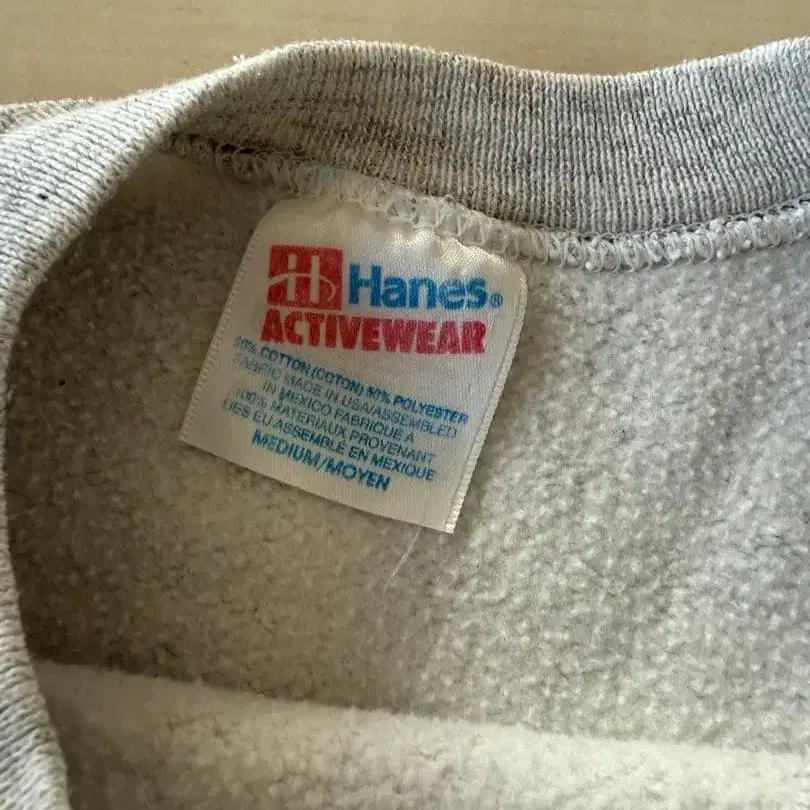 Hanes®
ACTIVEWEAR
50% COTTON (COTON) 50% POLYESTER
FABRIC MADE IN USA/ASSEMBLED
IN MEXICO FABRIQUE A
100% MATERIAUX PROVENANT
DES EU ASSEMBLÉ EN MEXIQUE
MEDIUM/MOYEN